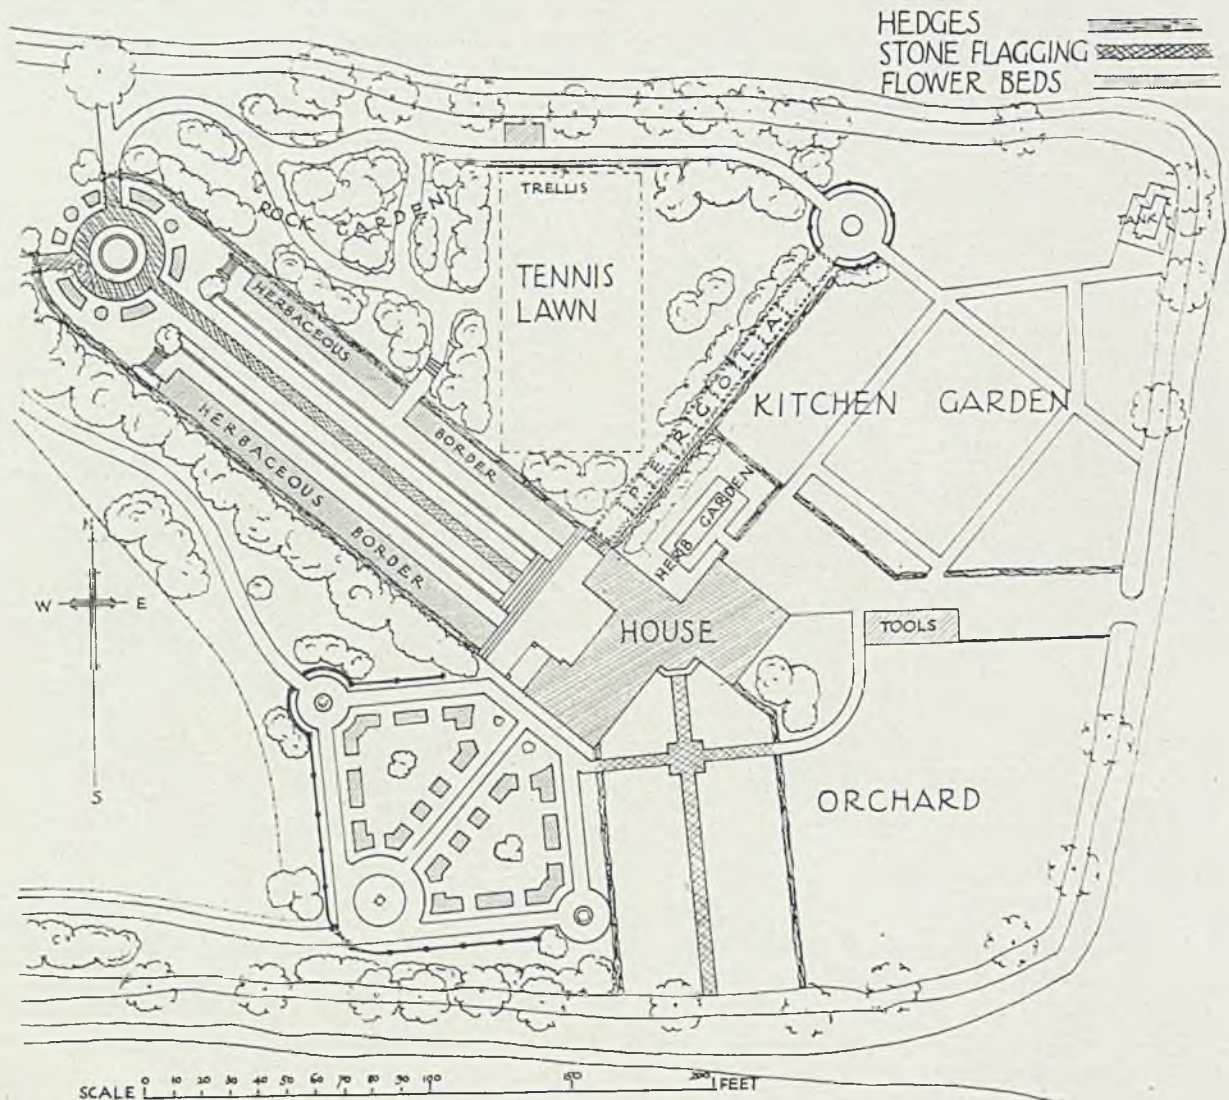 HEDGES
STONE FLAGGING
FLOWER BEDS
TRELLIS
ROCK GARDEN
TANK
TENNIS
LAWN
HERBACEOUS
BORDER
PERGOLA
KITCHEN GARDEN
HERBACEOUS BORDER
HERB GARDEN
N
W E
S
HOUSE
TOOLS
ORCHARD
SCALE 0 10 20 30 40 50 60 70 80 90 100 150 200 FEET